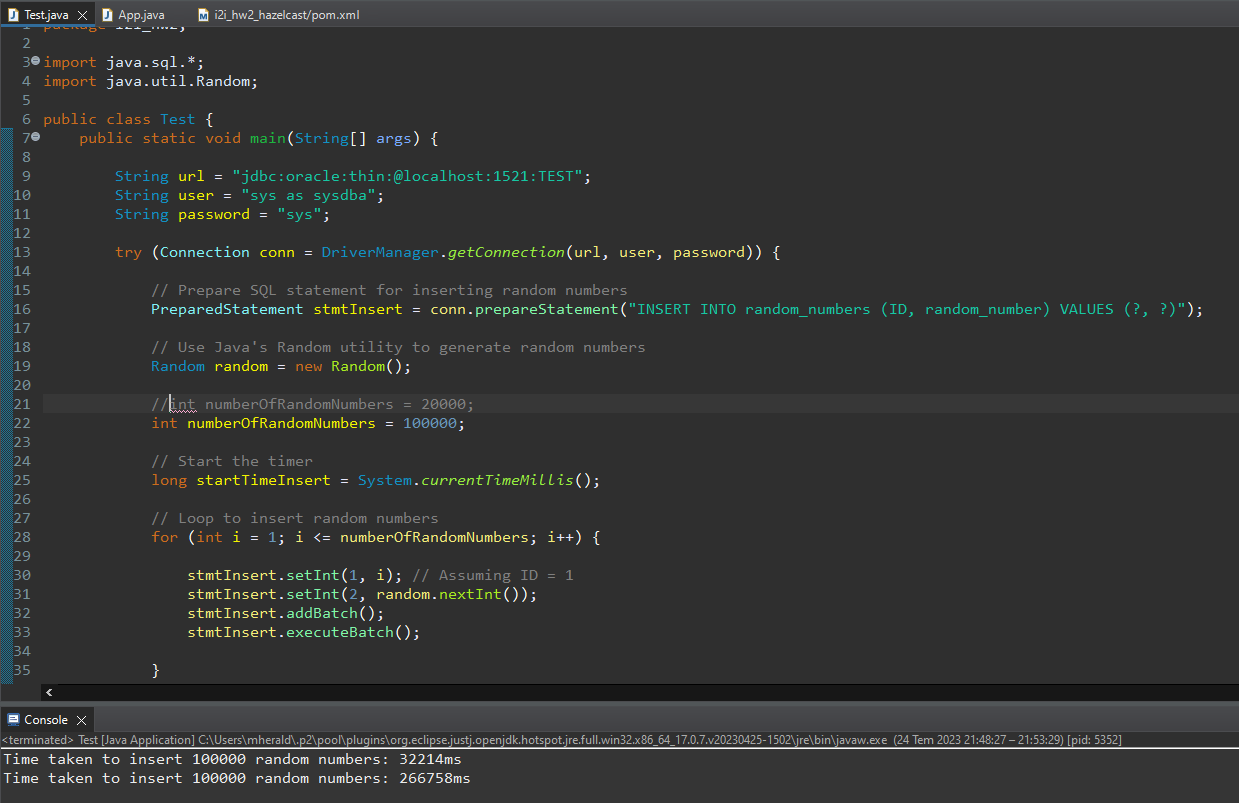 Test.java App.java i2i_hw2_hazelcast/pom.xml
1 package i2i_hw2;
2
3 import java.sql.*;
4 import java.util.Random;
5
6 public class Test {
7 public static void main(String[] args) {
8
9 String url = "jdbc:oracle:thin:@localhost:1521:TEST";
10 String user = "sys as sysdba";
11 String password = "sys";
12
13 try (Connection conn = DriverManager.getConnection(url, user, password)) {
14
15 // Prepare SQL statement for inserting random numbers
16 PreparedStatement stmtInsert = conn.prepareStatement("INSERT INTO random_numbers (ID, random_number) VALUES (?, ?)");
17
18 // Use Java's Random utility to generate random numbers
19 Random random = new Random();
20
21 //int numberOfRandomNumbers = 20000;
22 int numberOfRandomNumbers = 100000;
23
24 // Start the timer
25 long startTimeInsert = System.currentTimeMillis();
26
27 // Loop to insert random numbers
28 for (int i = 1; i <= numberOfRandomNumbers; i++) {
29
30 stmtInsert.setInt(1, i); // Assuming ID = 1
31 stmtInsert.setInt(2, random.nextInt());
32 stmtInsert.addBatch();
33 stmtInsert.executeBatch();
34
35 }
Console
<terminated> Test [Java Application] C:\Users\mherald\.p2\pool\plugins\org.eclipse.justj.openjdk.hotspot.jre.full.win32.x86_64_17.0.7.v20230425-1502\jre\bin\javaw.exe (24 Tem 2023 21:48:27 – 21:53:29) [pid: 5352]
Time taken to insert 100000 random numbers: 32214ms
Time taken to insert 100000 random numbers: 266758ms